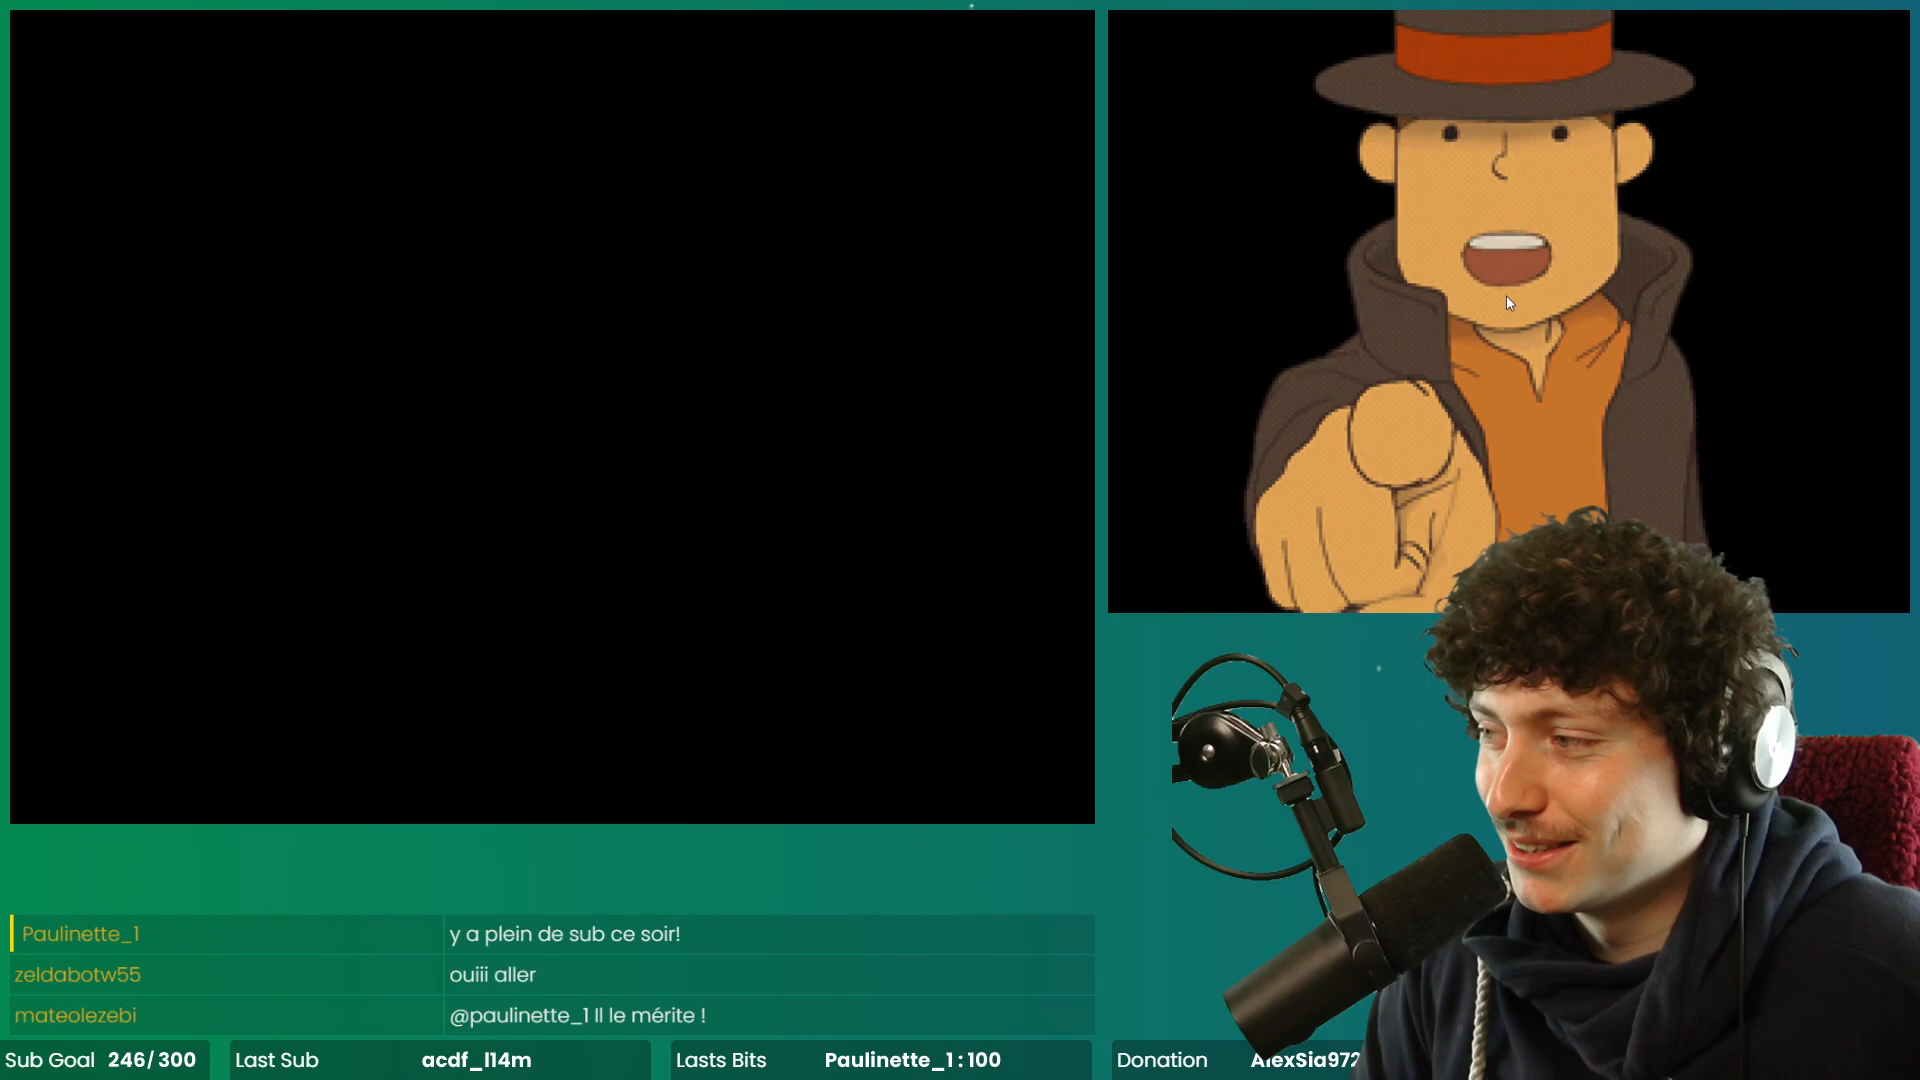 Paulinette_1 y a plein de sub ce soir!
zeldabotw55 ouiii aller
mateolezebi @paulinette_1 Il le mérite !
Sub Goal 246/300 Last Sub acdf_l14m Lasts Bits Paulinette_1 : 100 Donation AlexSia972